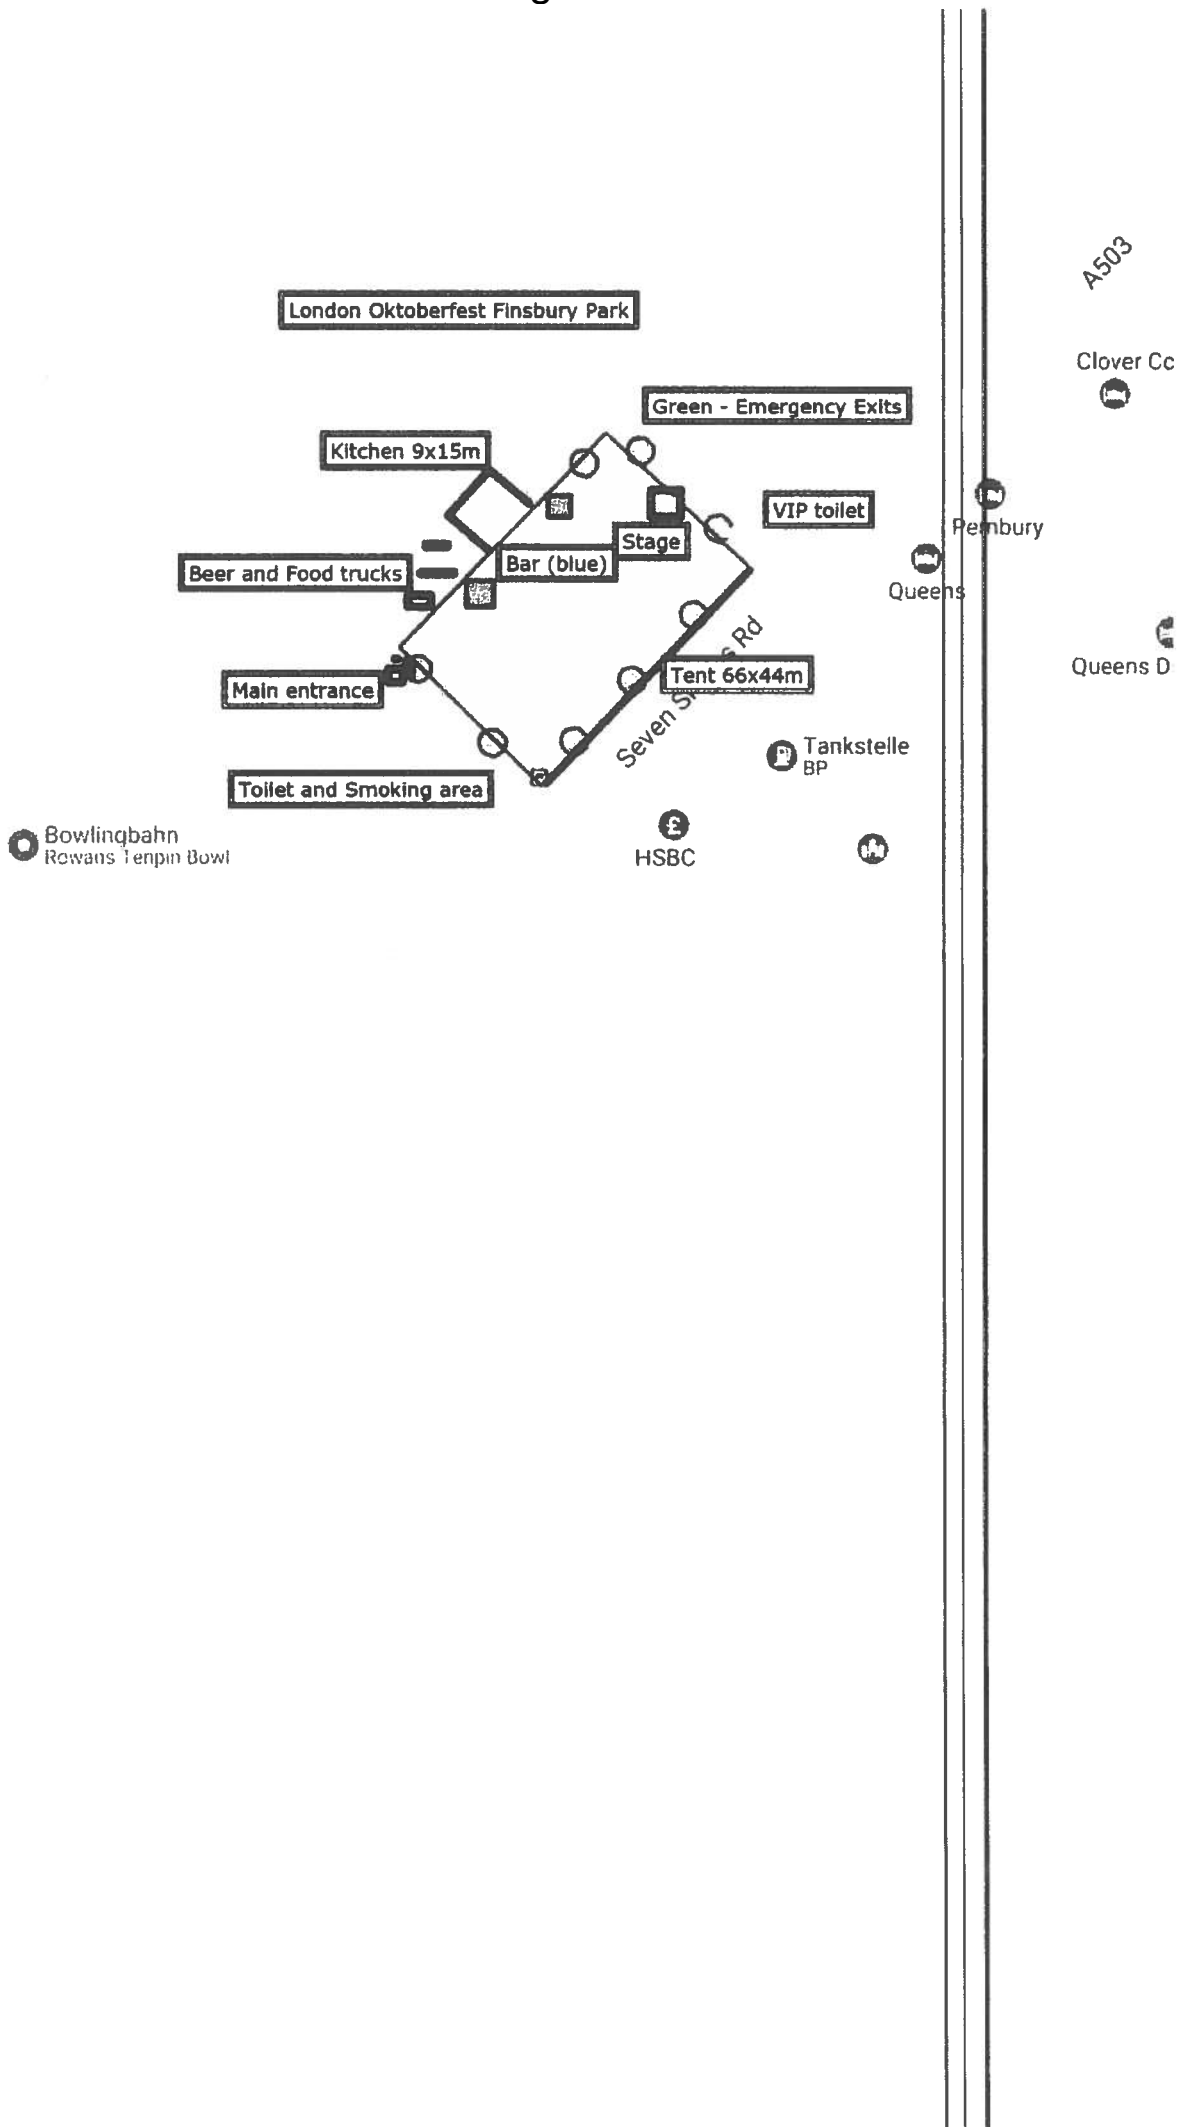 A503
London Oktoberfest Finsbury Park
Clover Cc
Green - Emergency Exits
Kitchen 9x15m
VIP toilet
Pembury
Stage
Bar (blue)
Beer and Food trucks
Queens
Queens D
Tent 66x44m
Main entrance
Seven S s Rd
Tankstelle
BP
Toilet and Smoking area
Bowlingbahn
Rowans Tenpin Bowl
£
HSBC